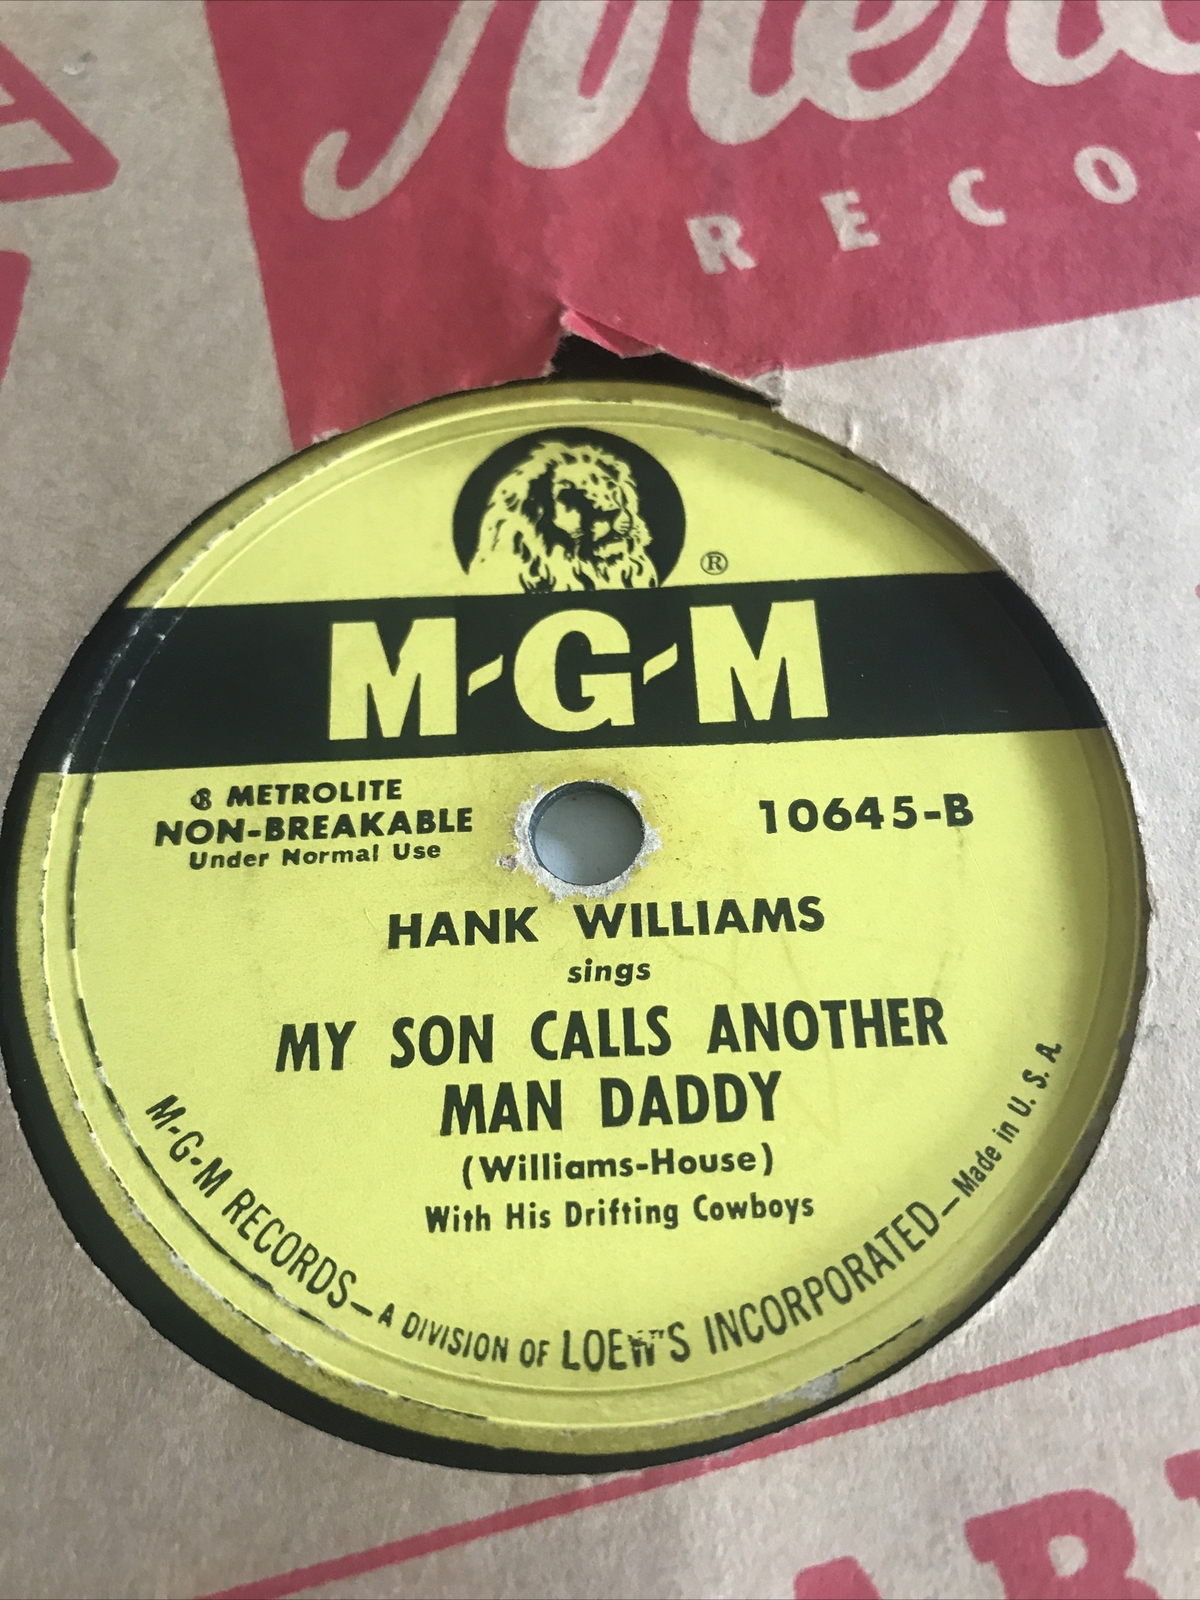 RECO
®
M-G-M
® METROLITE
NON-BREAKABLE
Under Normal Use
10645-B
HANK WILLIAMS
sings
MY SON CALLS ANOTHER
MAN DADDY
(Williams-House)
With His Drifting Cowboys
M-G-M RECORDS—A DIVISION OF LOEW'S INCORPORATED—Made in U. S. A.